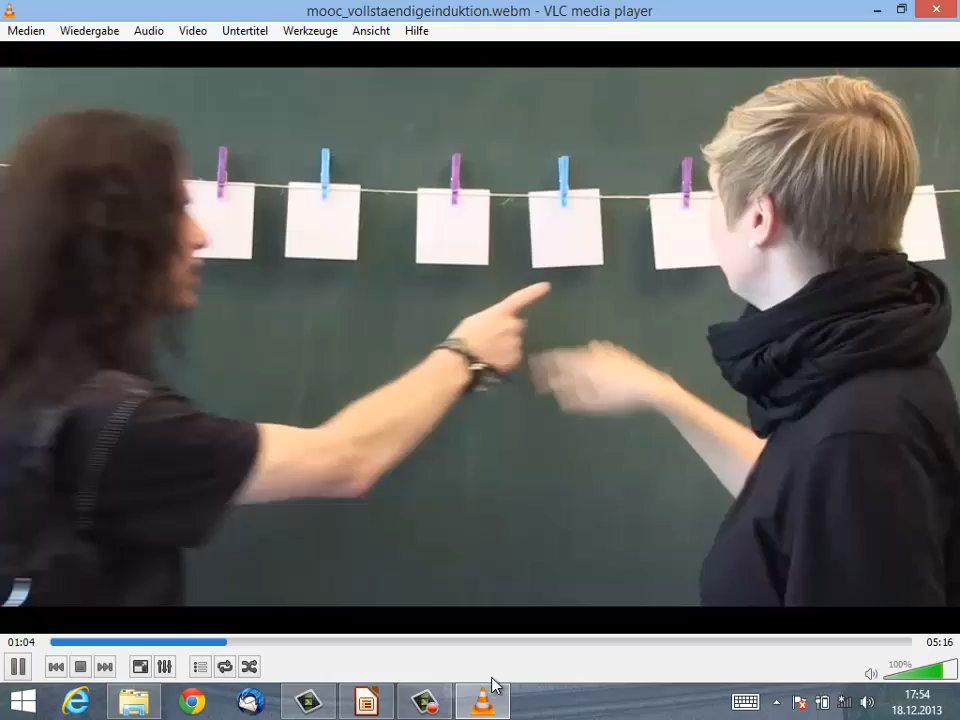 mooc_vollstaendigeinduktion.webm - VLC media player
Medien Wiedergabe Audio Video Untertitel Werkzeuge Ansicht Hilfe
01:04 05:16
100%
17:54
18.12.2013